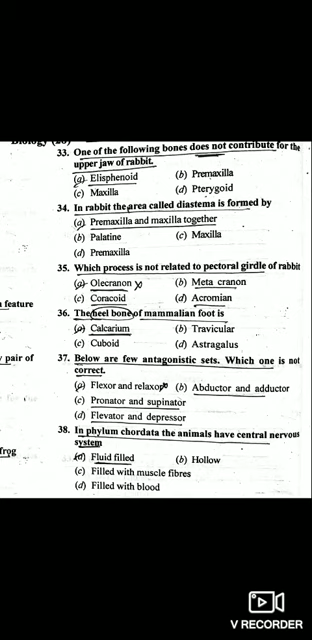 Biology (20)
33. One of the following bones does not contribute for the
upper jaw of rabbit.
(a) Elisphenoid (b) Premaxilla
(c) Maxilla (d) Pterygoid
34. In rabbit the area called diastema is formed by
(a) Premaxilla and maxilla together
(b) Palatine (c) Maxilla
(d) Premaxilla
35. Which process is not related to pectoral girdle of rabbit
(a) Olecranon (b) Meta cranon
(c) Coracoid (d) Acromian
feature
36. The heel bone of mammalian foot is
(a) Calcarium (b) Travicular
(c) Cuboid (d) Astragalus
pair of
37. Below are few antagonistic sets. Which one is not
correct.
(a) Flexor and relaxor (b) Abductor and adductor
(c) Pronator and supinator
(d) Flevator and depressor
38. In phylum chordata the animals have central nervous
system
frog
(a) Fluid filled (b) Hollow
(c) Filled with muscle fibres
(d) Filled with blood
V RECORDER